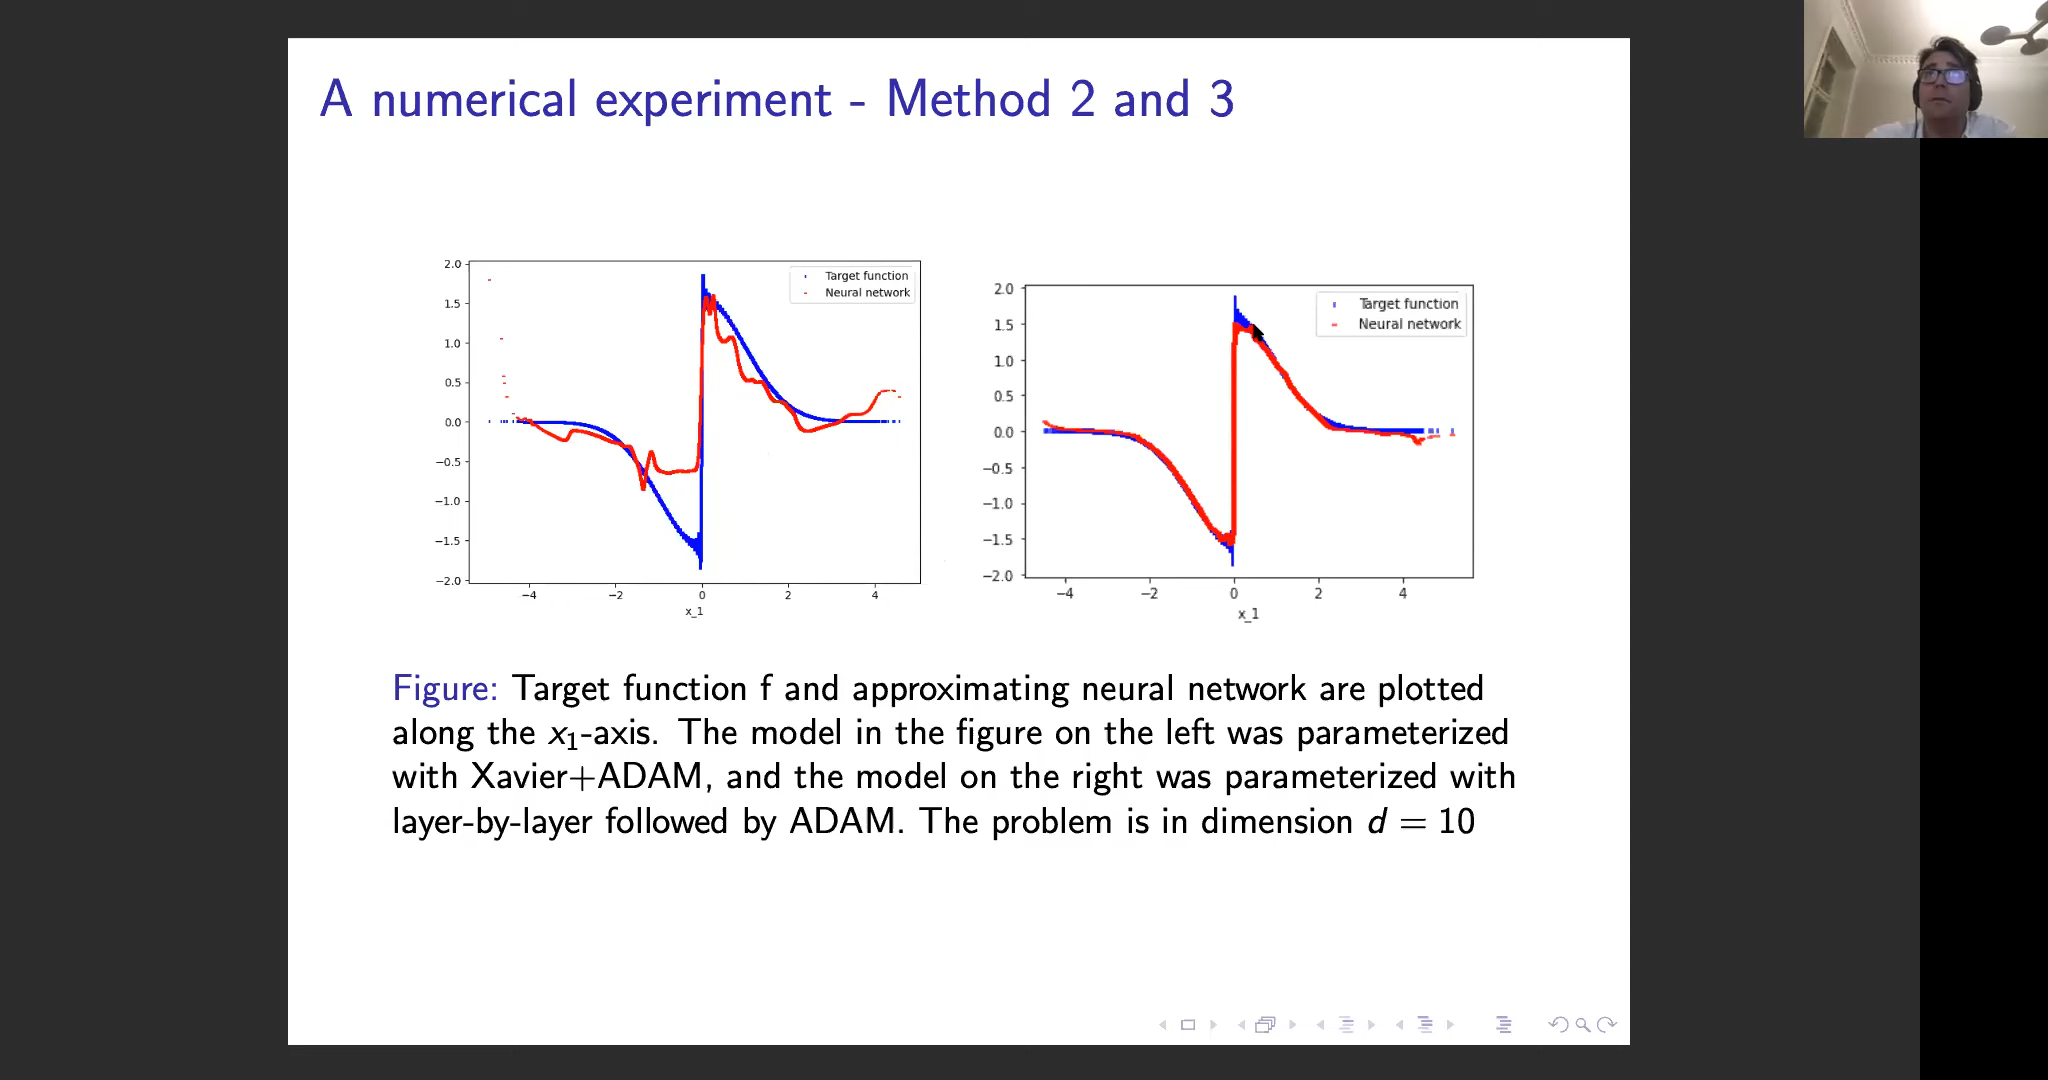 A numerical experiment - Method 2 and 3
2.0
1.5
1.0
0.5
0.0
−0.5
−1.0
−1.5
−2.0
−4 −2 0 2 4
x_1
Target function
Neural network
2.0
1.5
1.0
0.5
0.0
−0.5
−1.0
−1.5
−2.0
−4 −2 0 2 4
x_1
Target function
Neural network
Figure: Target function f and approximating neural network are plotted
along the x₁-axis. The model in the figure on the left was parameterized
with Xavier+ADAM, and the model on the right was parameterized with
layer-by-layer followed by ADAM. The problem is in dimension d = 10